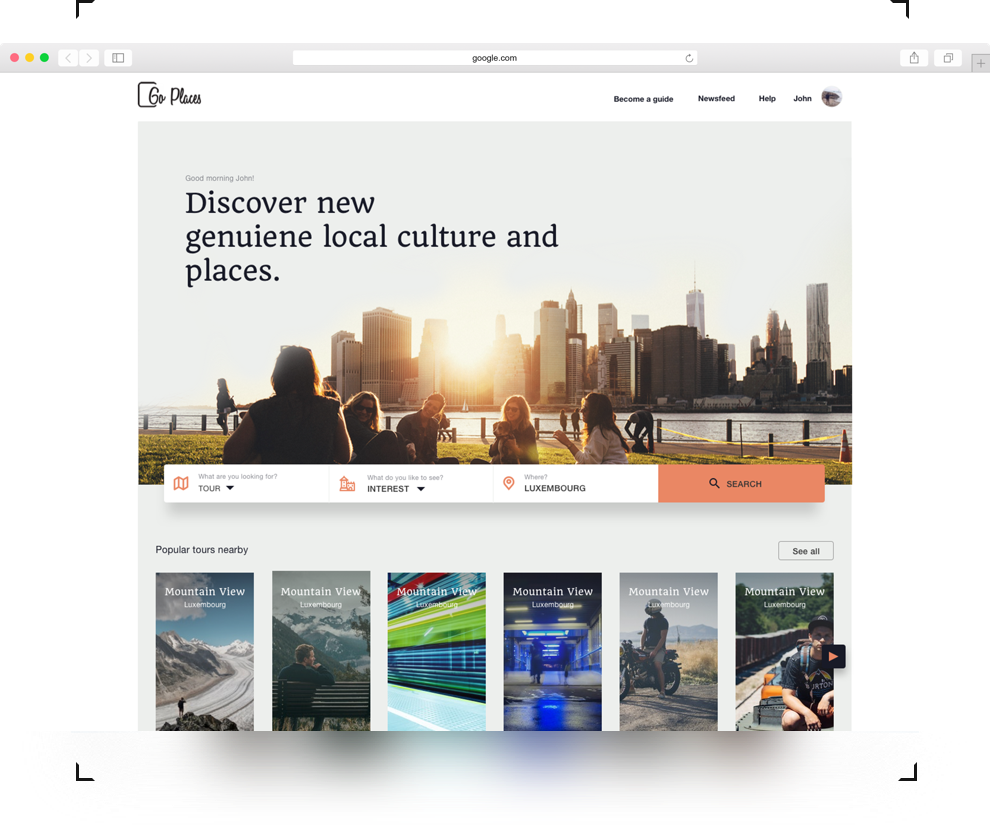 google.com
Go Places
Become a guide Newsfeed Help John
Good morning John!
Discover new
genuiene local culture and
places.
What are you looking for?
TOUR
What do you like to see?
INTEREST
Where?
LUXEMBOURG
SEARCH
Popular tours nearby
See all
Mountain View
Luxembourg
Mountain View
Luxembourg
Mountain View
Luxembourg
Mountain View
Luxembourg
Mountain View
Luxembourg
Mountain View
Luxembourg
BURTON